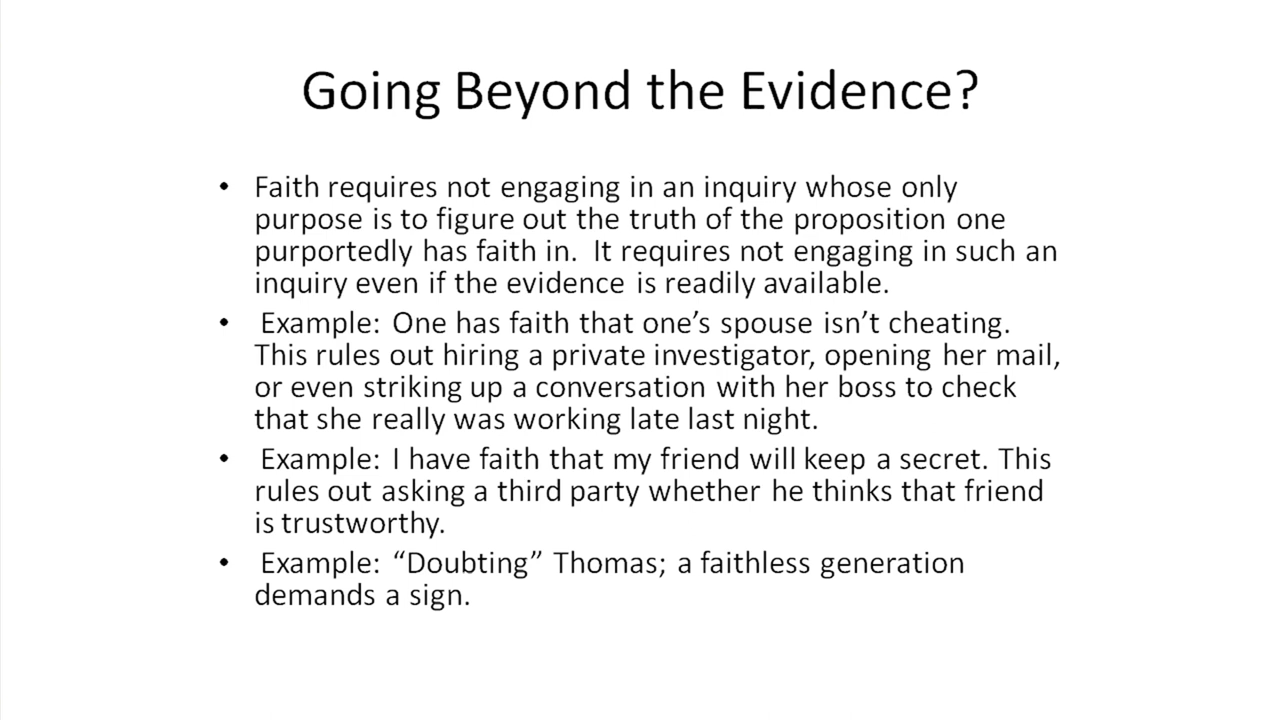 Going Beyond the Evidence?
• Faith requires not engaging in an inquiry whose only
purpose is to figure out the truth of the proposition one
purportedly has faith in.  It requires not engaging in such an
inquiry even if the evidence is readily available.
• Example: One has faith that one’s spouse isn’t cheating.
This rules out hiring a private investigator, opening her mail,
or even striking up a conversation with her boss to check
that she really was working late last night.
• Example: I have faith that my friend will keep a secret. This
rules out asking a third party whether he thinks that friend
is trustworthy.
• Example: “Doubting” Thomas; a faithless generation
demands a sign.